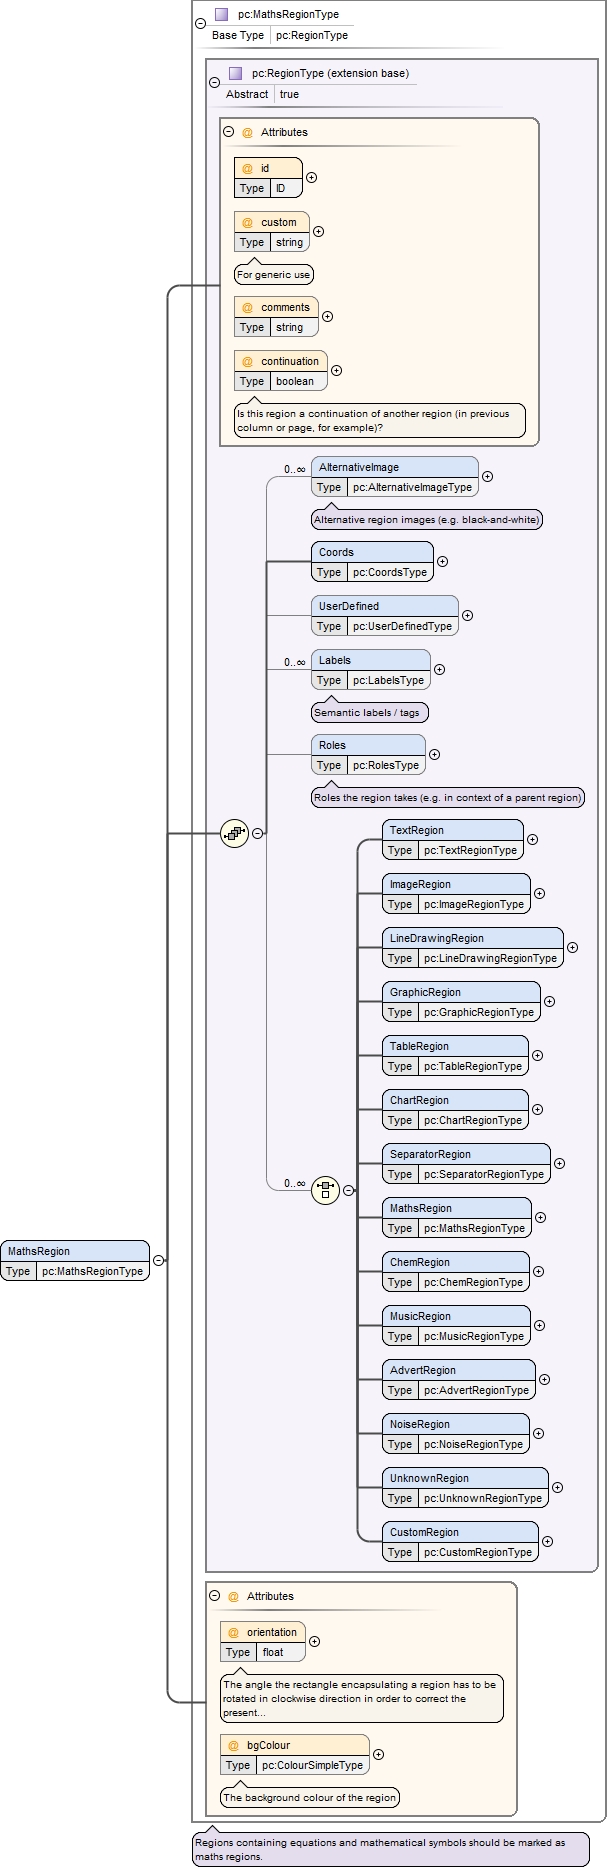 pc:MathsRegionType
Base Type pc:RegionType
pc:RegionType (extension base)
Abstract true
@ Attributes
@ id
Type ID
@ custom
Type string
For generic use
@ comments
Type string
@ continuation
Type boolean
Is this region a continuation of another region (in previous
column or page, for example)?
0..∞
AlternativeImage
Type pc:AlternativeImageType
Alternative region images (e.g. black-and-white)
Coords
Type pc:CoordsType
UserDefined
Type pc:UserDefinedType
0..∞
Labels
Type pc:LabelsType
Semantic labels / tags
Roles
Type pc:RolesType
Roles the region takes (e.g. in context of a parent region)
TextRegion
Type pc:TextRegionType
ImageRegion
Type pc:ImageRegionType
LineDrawingRegion
Type pc:LineDrawingRegionType
GraphicRegion
Type pc:GraphicRegionType
TableRegion
Type pc:TableRegionType
ChartRegion
Type pc:ChartRegionType
SeparatorRegion
Type pc:SeparatorRegionType
0..∞
MathsRegion
Type pc:MathsRegionType
MathsRegion
Type pc:MathsRegionType
ChemRegion
Type pc:ChemRegionType
MusicRegion
Type pc:MusicRegionType
AdvertRegion
Type pc:AdvertRegionType
NoiseRegion
Type pc:NoiseRegionType
UnknownRegion
Type pc:UnknownRegionType
CustomRegion
Type pc:CustomRegionType
@ Attributes
@ orientation
Type float
The angle the rectangle encapsulating a region has to be
rotated in clockwise direction in order to correct the
present...
@ bgColour
Type pc:ColourSimpleType
The background colour of the region
Regions containing equations and mathematical symbols should be marked as
maths regions.